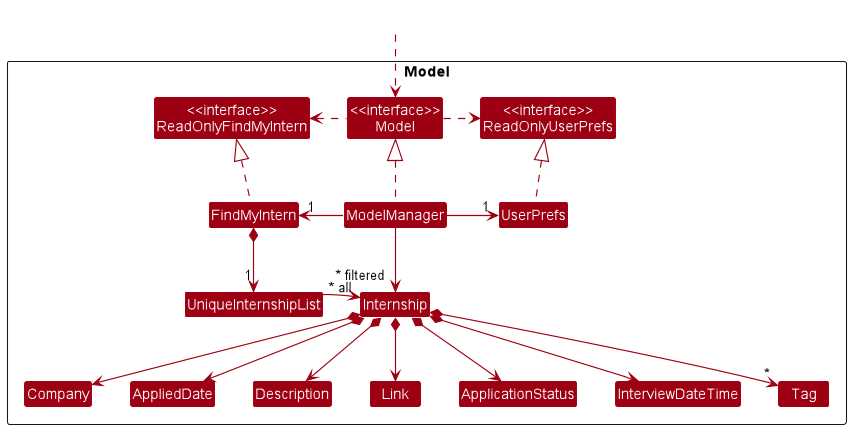 Model
<<interface>>
ReadOnlyFindMyIntern
<<interface>>
Model
<<interface>>
ReadOnlyUserPrefs
FindMyIntern
1
ModelManager
1
UserPrefs
1
* filtered
* all
UniqueInternshipList
Internship
*
Company
AppliedDate
Description
Link
ApplicationStatus
InterviewDateTime
Tag